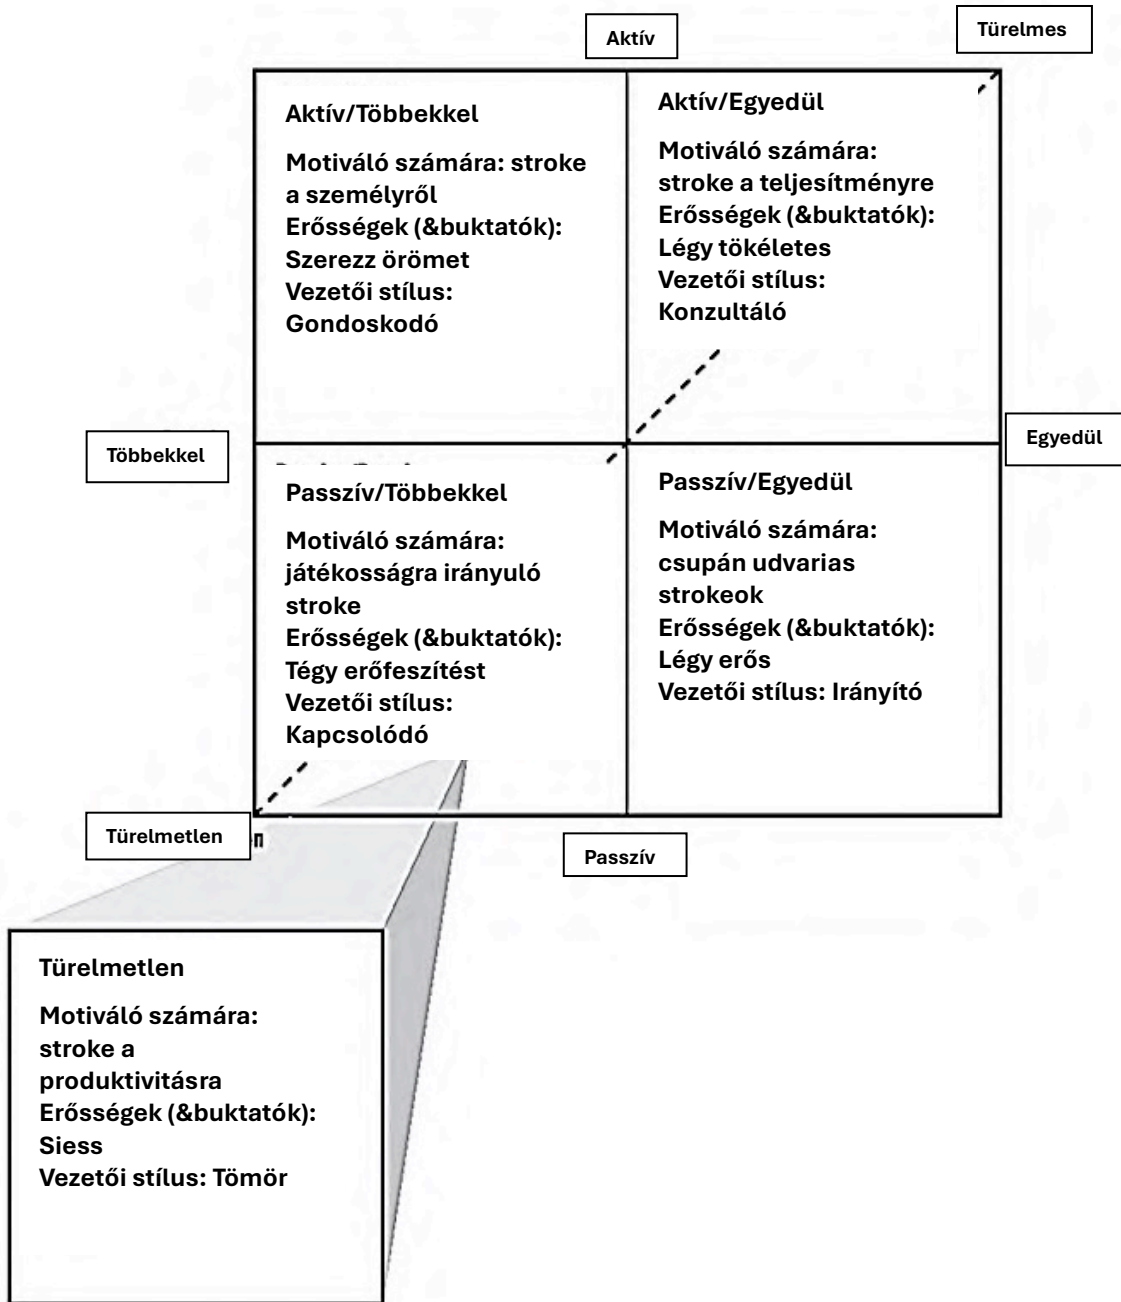 Aktív
Türelmes
Aktív/Többekkel
Motiváló számára: stroke
a személyről
Erősségek (&buktatók):
Szerezz örömet
Vezetői stílus:
Gondoskodó
Aktív/Egyedül
Motiváló számára:
stroke a teljesítményre
Erősségek (&buktatók):
Légy tökéletes
Vezetői stílus:
Konzultáló
Többekkel
Egyedül
Passzív/Többekkel
Motiváló számára:
játékosságra irányuló
stroke
Erősségek (&buktatók):
Tégy erőfeszítést
Vezetői stílus:
Kapcsolódó
Passzív/Egyedül
Motiváló számára:
csupán udvarias
strokeok
Erősségek (&buktatók):
Légy erős
Vezetői stílus: Irányító
Türelmetlen
Passzív
Türelmetlen
Motiváló számára:
stroke a
produktivitásra
Erősségek (&buktatók):
Siess
Vezetői stílus: Tömör